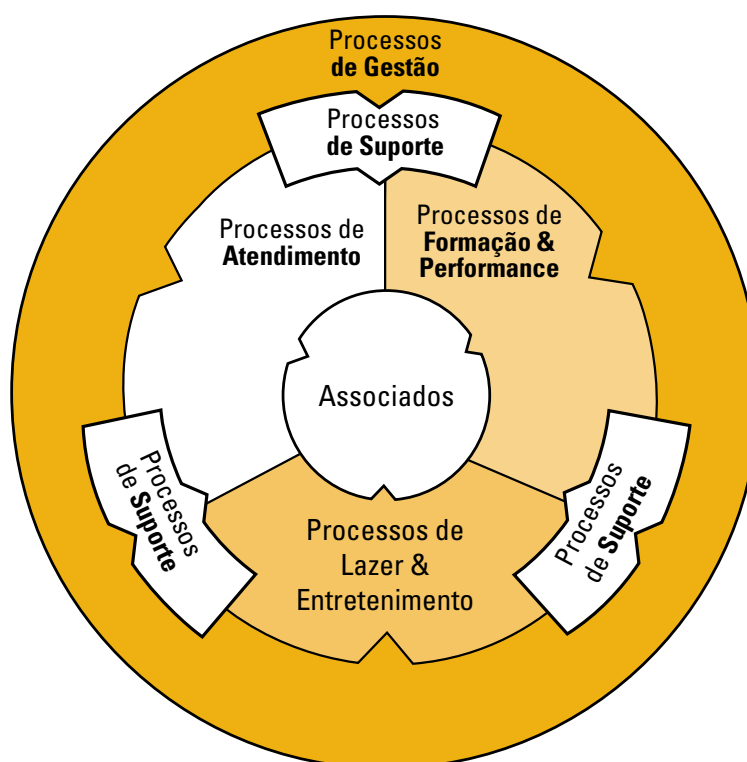 Processos
de Gestão
Processos
de Suporte
Processos de
Atendimento
Processos de
Formação &
Performance
Associados
Processos
de Suporte
Processos de
Lazer &
Entretenimento
Processos
de Suporte